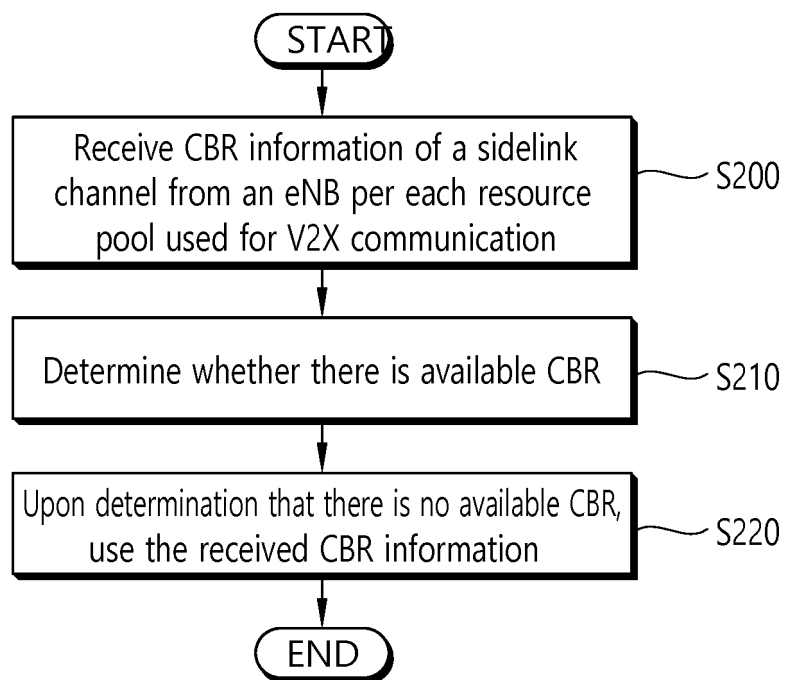 START
Receive CBR information of a sidelink
channel from an eNB per each resource
pool used for V2X communication
S200
Determine whether there is available CBR
S210
Upon determination that there is no available CBR,
use the received CBR information
S220
END